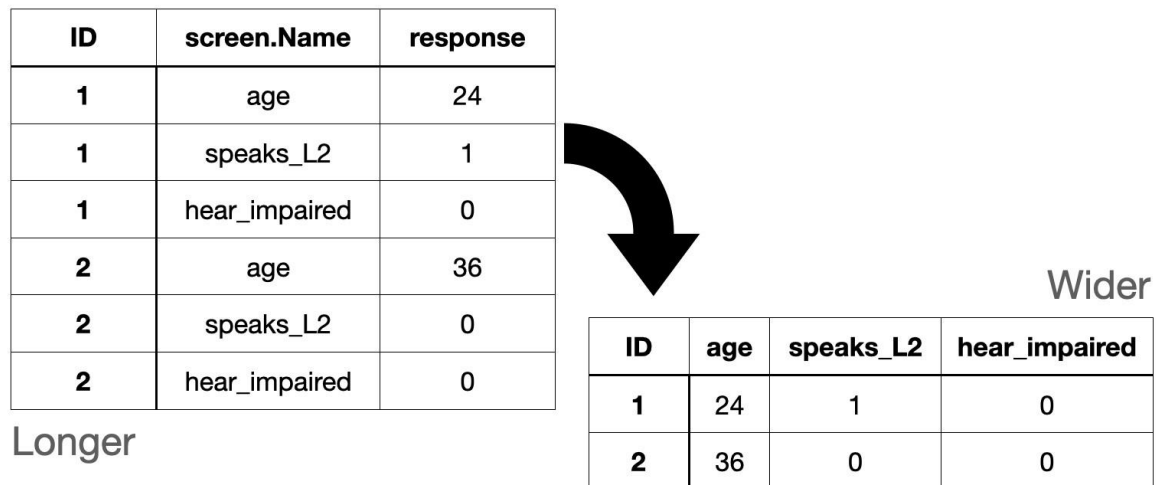 ID screen.Name response
1 age 24
1 speaks_L2 1
1 hear_impaired 0
2 age 36
2 speaks_L2 0
2 hear_impaired 0
Longer
Wider
ID age speaks_L2 hear_impaired
1 24 1 0
2 36 0 0